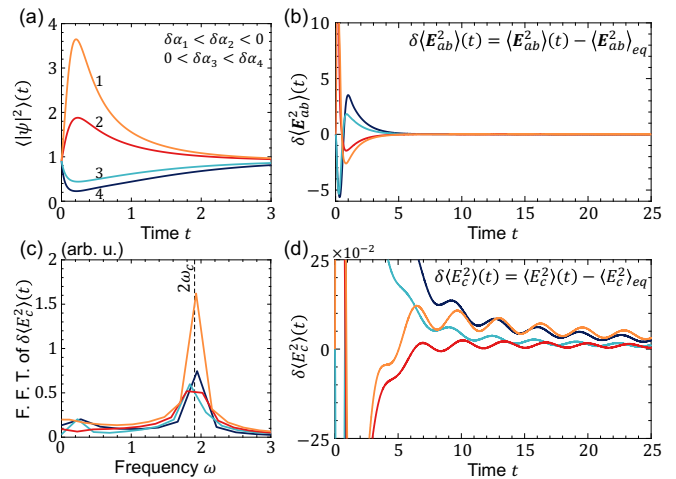 (a)
δα₁ < δα₂ < 0
0 < δα₃ < δα₄
⟨|ψ|²⟩(t)
4
3
2
1
0
1
2
3
4
0
1
2
3
Time t
(b)
δ⟨E²ab⟩(t) = ⟨E²ab⟩(t) − ⟨E²ab⟩eq
δ⟨E²ab⟩(t)
10
5
0
−5
0
5
10
15
20
25
Time t
(c)
(arb. u.)
2ωc
F. F. T. of δ⟨E²c⟩(t)
2
1.5
1
0.5
0
0
1
2
3
4
Frequency ω
(d)
×10⁻²
δ⟨E²c⟩(t) = ⟨E²c⟩(t) − ⟨E²c⟩eq
δ⟨E²c⟩(t)
25
0
−25
0
5
10
15
20
25
Time t